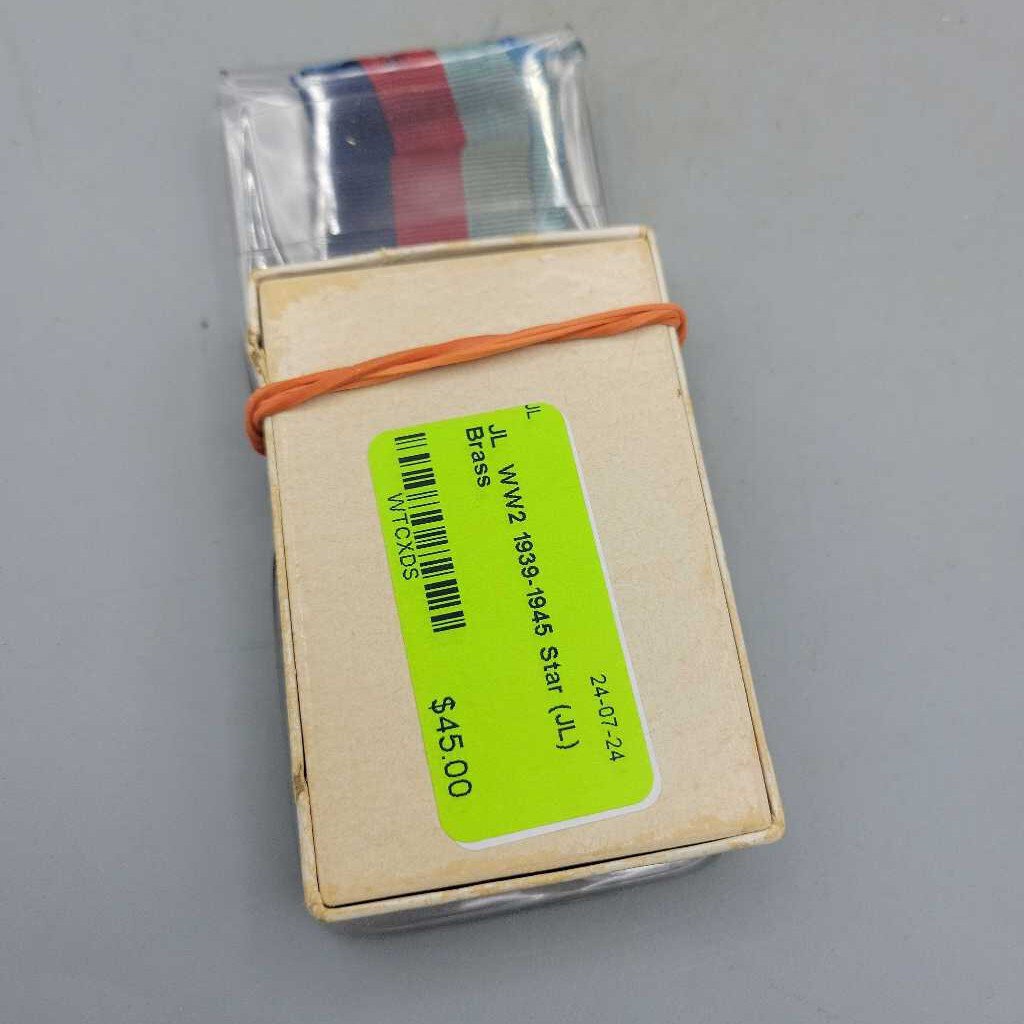 JL
24-07-24
JL WW2 1939-1945 Star (JL)
Brass
WTCXDS
$45.00